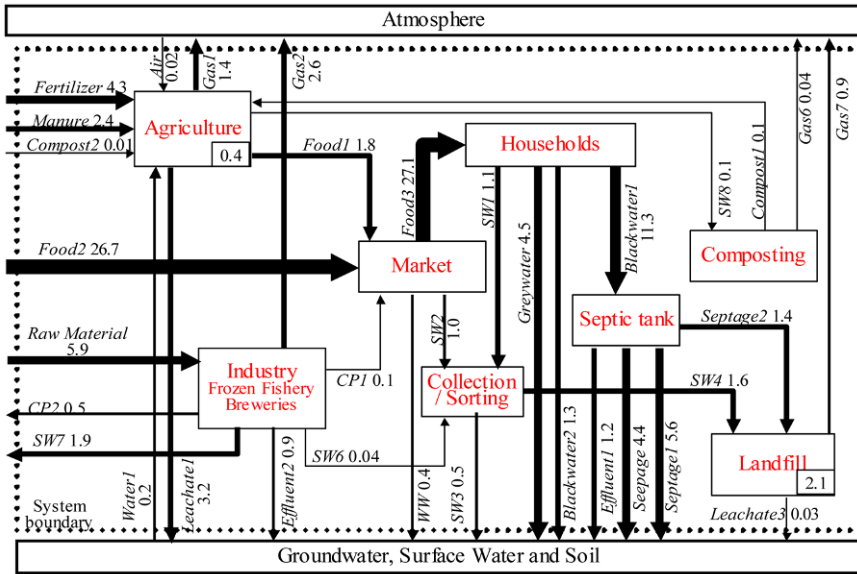 Atmosphere
Air 0.02
Gas1 1.4
Gas2 2.6
Gas6 0.04
Gas7 0.9
Fertilizer 4.3
Manure 2.4
Compost2 0.01
Agriculture
0.4
Food1 1.8
Households
Food3 27.1
SW1 1.1
Greywater 4.5
Blackwater1
11.3
SW8 0.1
Compost1 0.1
Food2 26.7
Market
Composting
Septic tank
Septage2 1.4
Raw Material
5.9
Industry
Frozen Fishery
Breweries
CP1 0.1
SW2
1.0
Collection
/ Sorting
SW4 1.6
CP2 0.5
SW7 1.9
SW6 0.04
Landfill
2.1
System
boundary
Water1
0.2
Leachate1
3.2
Effluent2 0.9
WW 0.4
SW3 0.5
Blackwater2 1.3
Effluent1 1.2
Seepage 4.4
Septage1 5.6
Leachate3 0.03
Groundwater, Surface Water and Soil